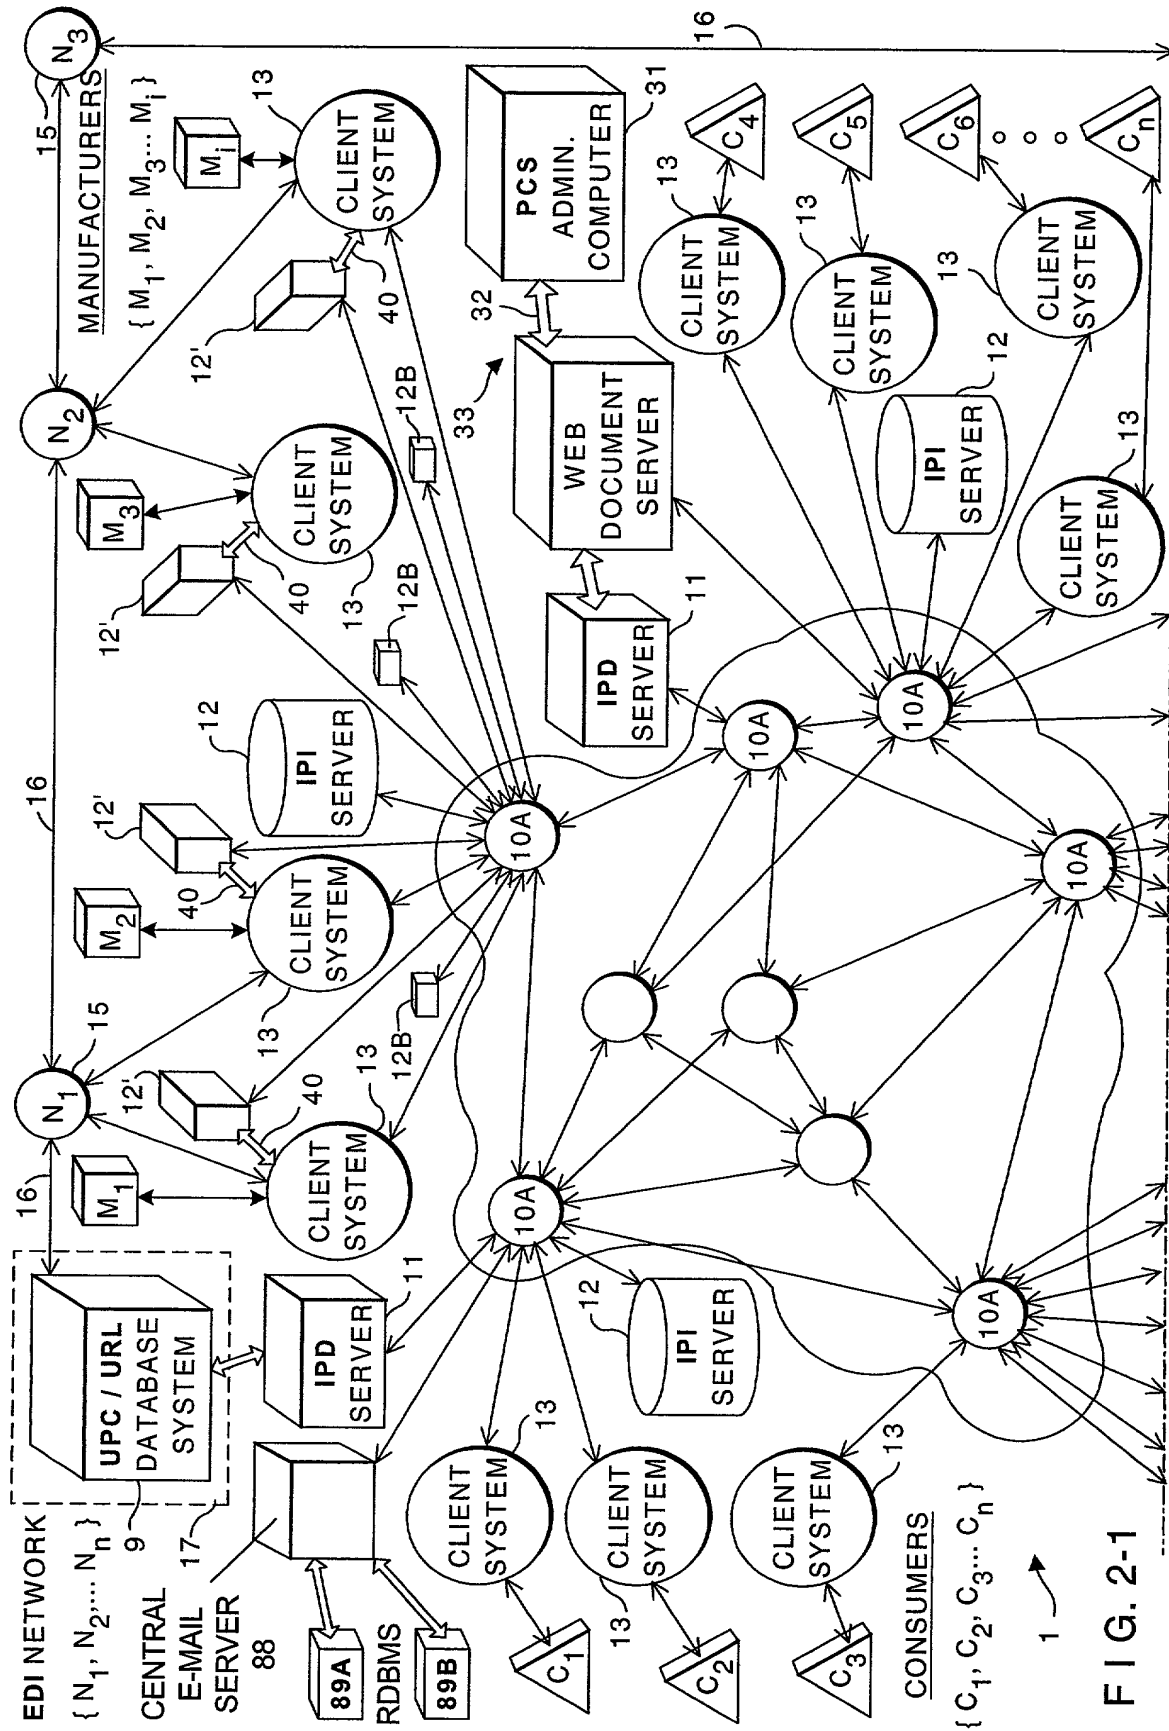 EDI NETWORK
{ N1, N2,... Nn }
CENTRAL
E-MAIL
SERVER
88
17
9
UPC / URL
DATABASE
SYSTEM
16
N1
15
16
N2
15
N3
16
MANUFACTURERS
{ M1, M2, M3... Mi }
M1
12'
40
CLIENT
SYSTEM
13
M2
12'
40
CLIENT
SYSTEM
13
12
IPI
SERVER
M3
12'
40
CLIENT
SYSTEM
13
Mi
13
12'
40
CLIENT
SYSTEM
12B
12B
12B
IPD
SERVER
11
89A
RDBMS
89B
10A
10A
10A
10A
10A
10A
IPD
SERVER
11
33
WEB
DOCUMENT
SERVER
32
PCS
ADMIN.
COMPUTER
31
C1
CLIENT
SYSTEM
13
C2
CLIENT
SYSTEM
13
C3
CLIENT
SYSTEM
13
12
IPI
SERVER
13
CLIENT
SYSTEM
C4
13
CLIENT
SYSTEM
C5
13
CLIENT
SYSTEM
C6
12
IPI
SERVER
13
CLIENT
SYSTEM
Cn
CONSUMERS
{ C1, C2, C3... Cn }
1
FIG. 2-1